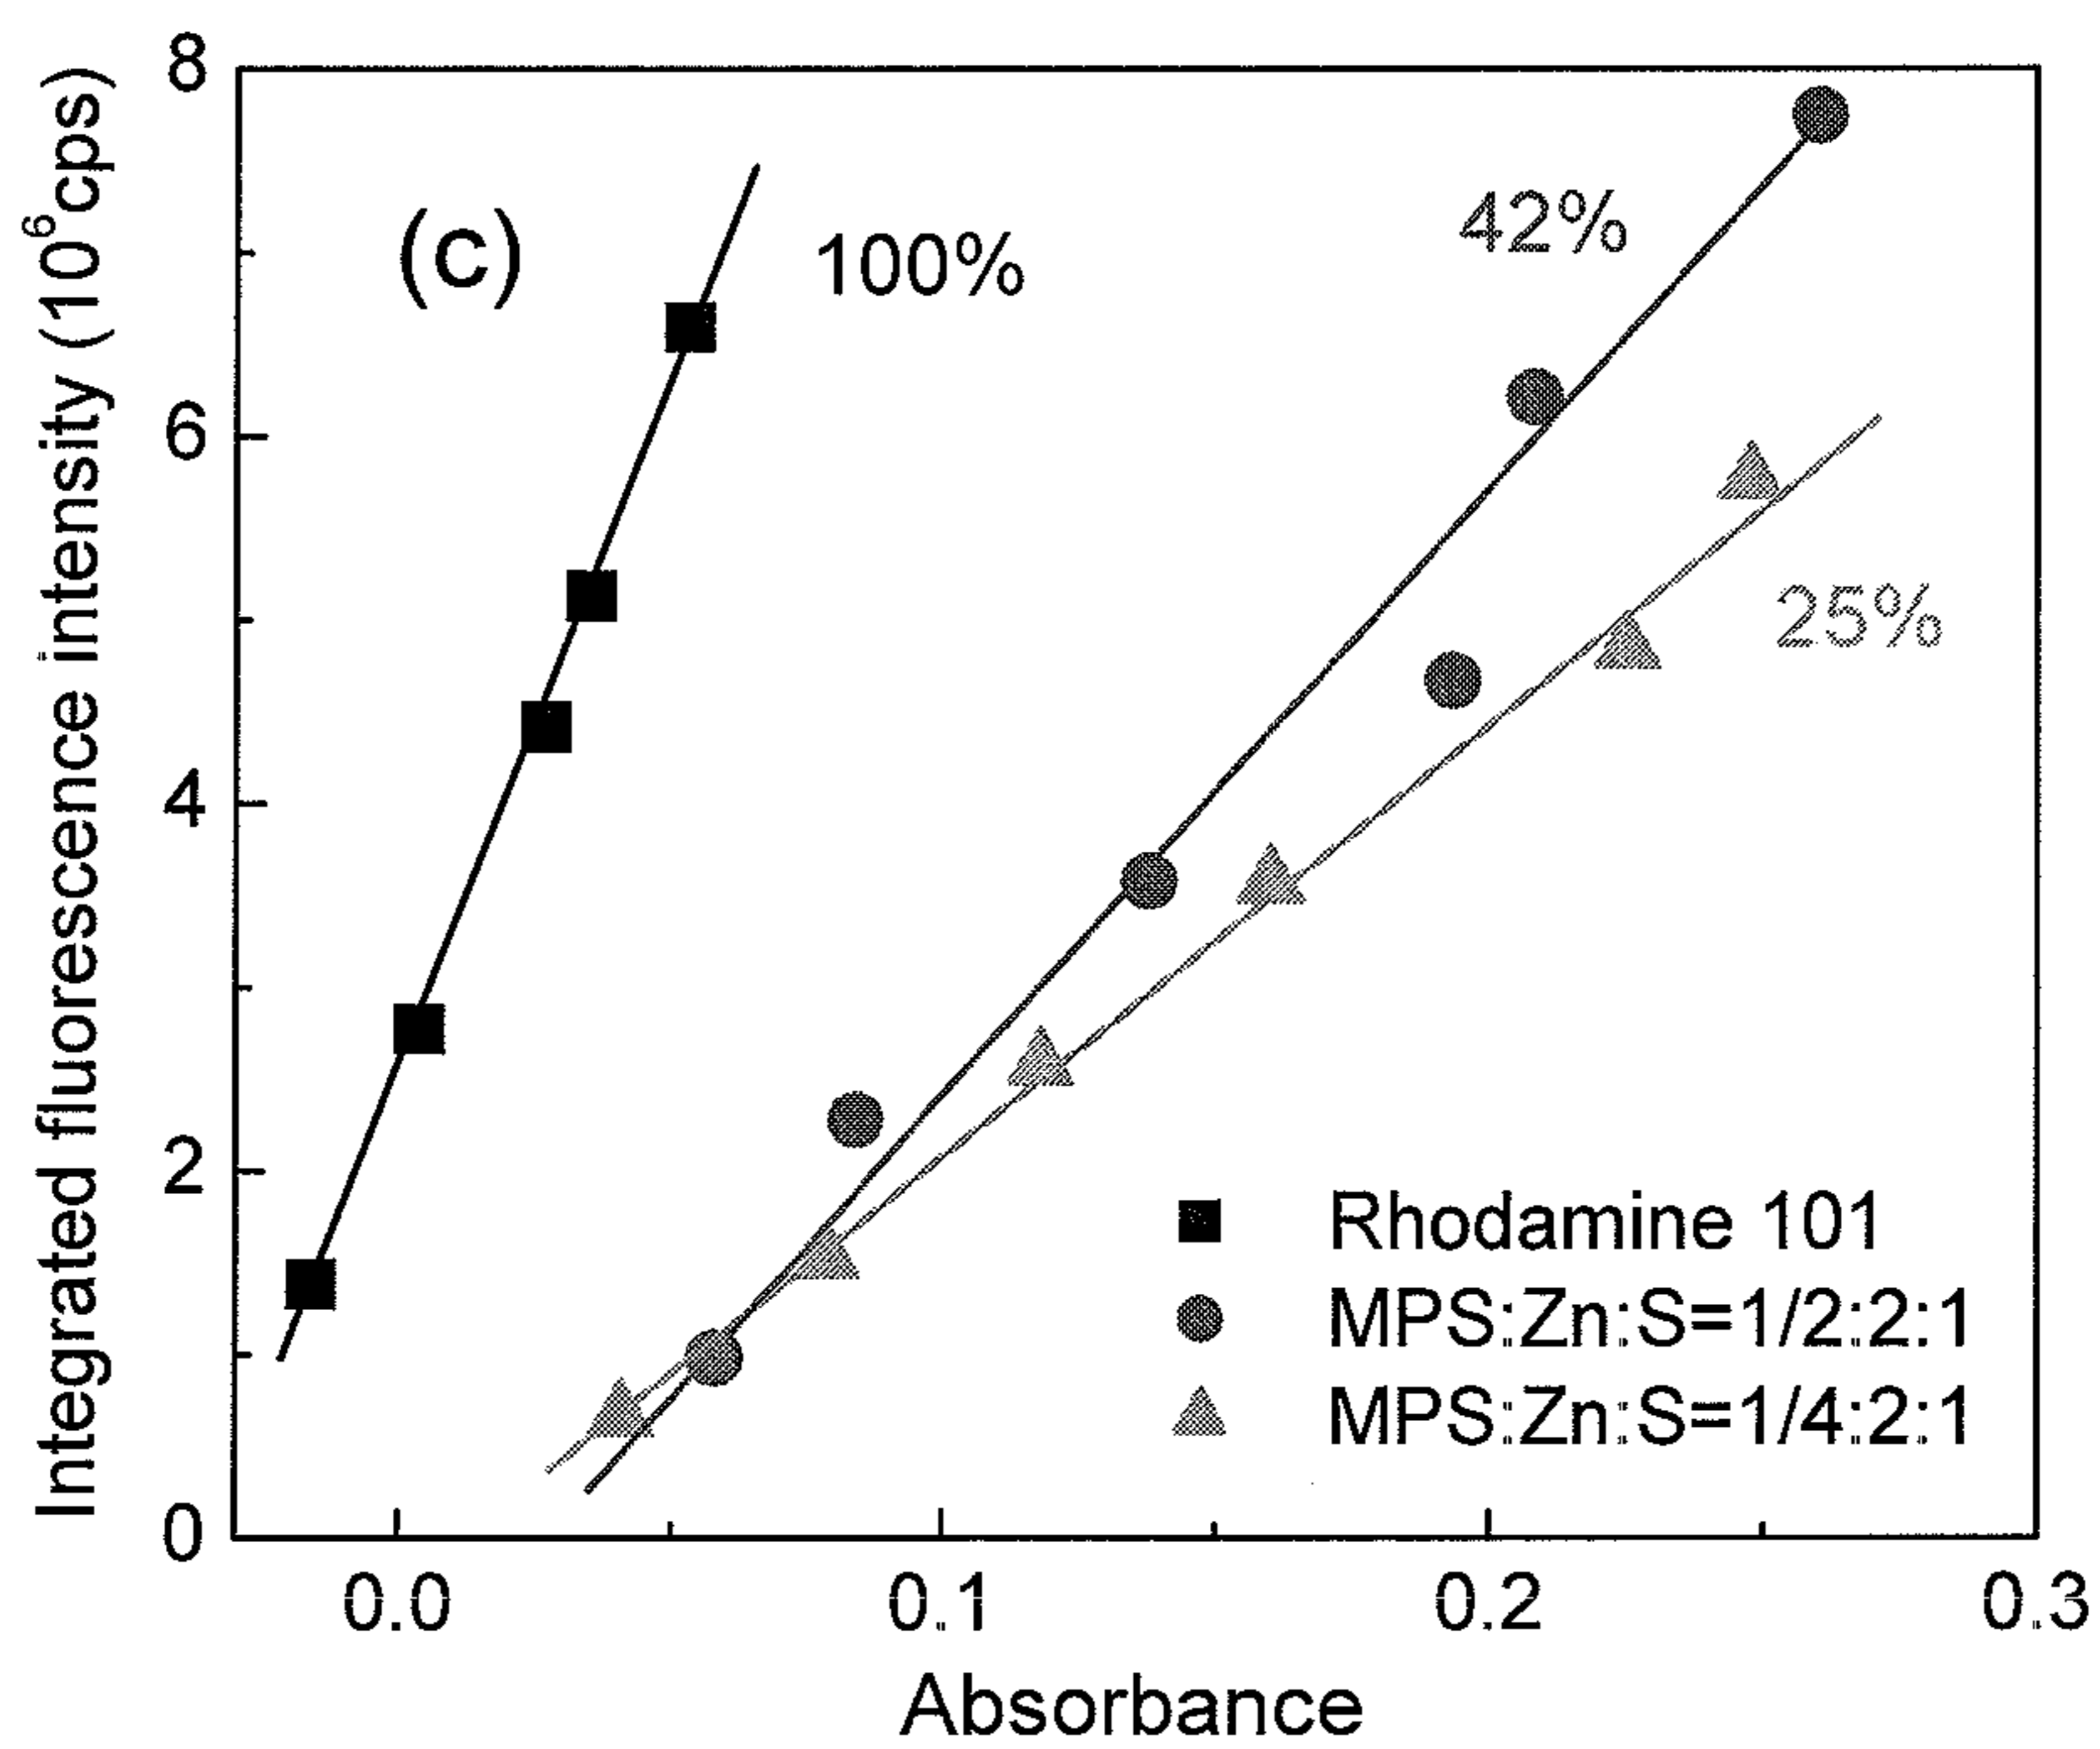 Integrated fluorescence intensity (10⁶cps)
8
6
4
2
0
(c)
100%
42%
25%
Rhodamine 101
MPS:Zn:S=1/2:2:1
MPS:Zn:S=1/4:2:1
0.0 0.1 0.2 0.3
Absorbance